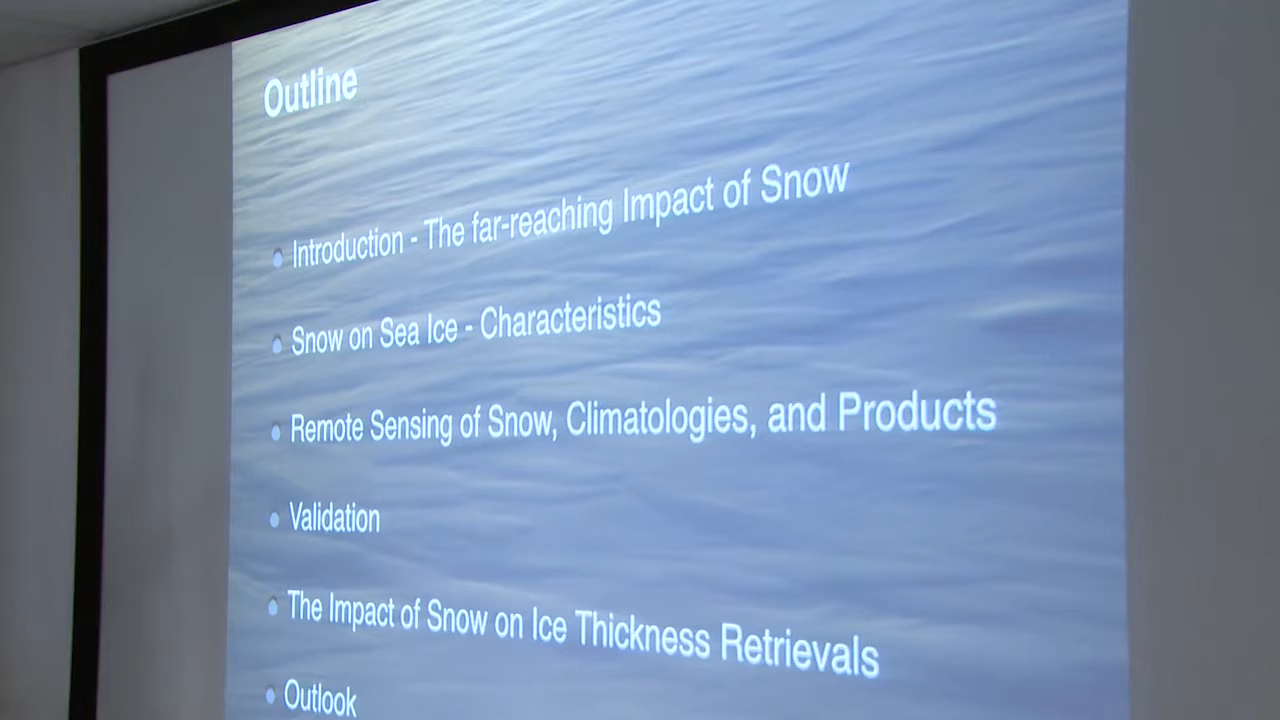 Outline
Introduction - The far-reaching Impact of Snow
Snow on Sea Ice - Characteristics
Remote Sensing of Snow, Climatologies, and Products
Validation
The Impact of Snow on Ice Thickness Retrievals
Outlook